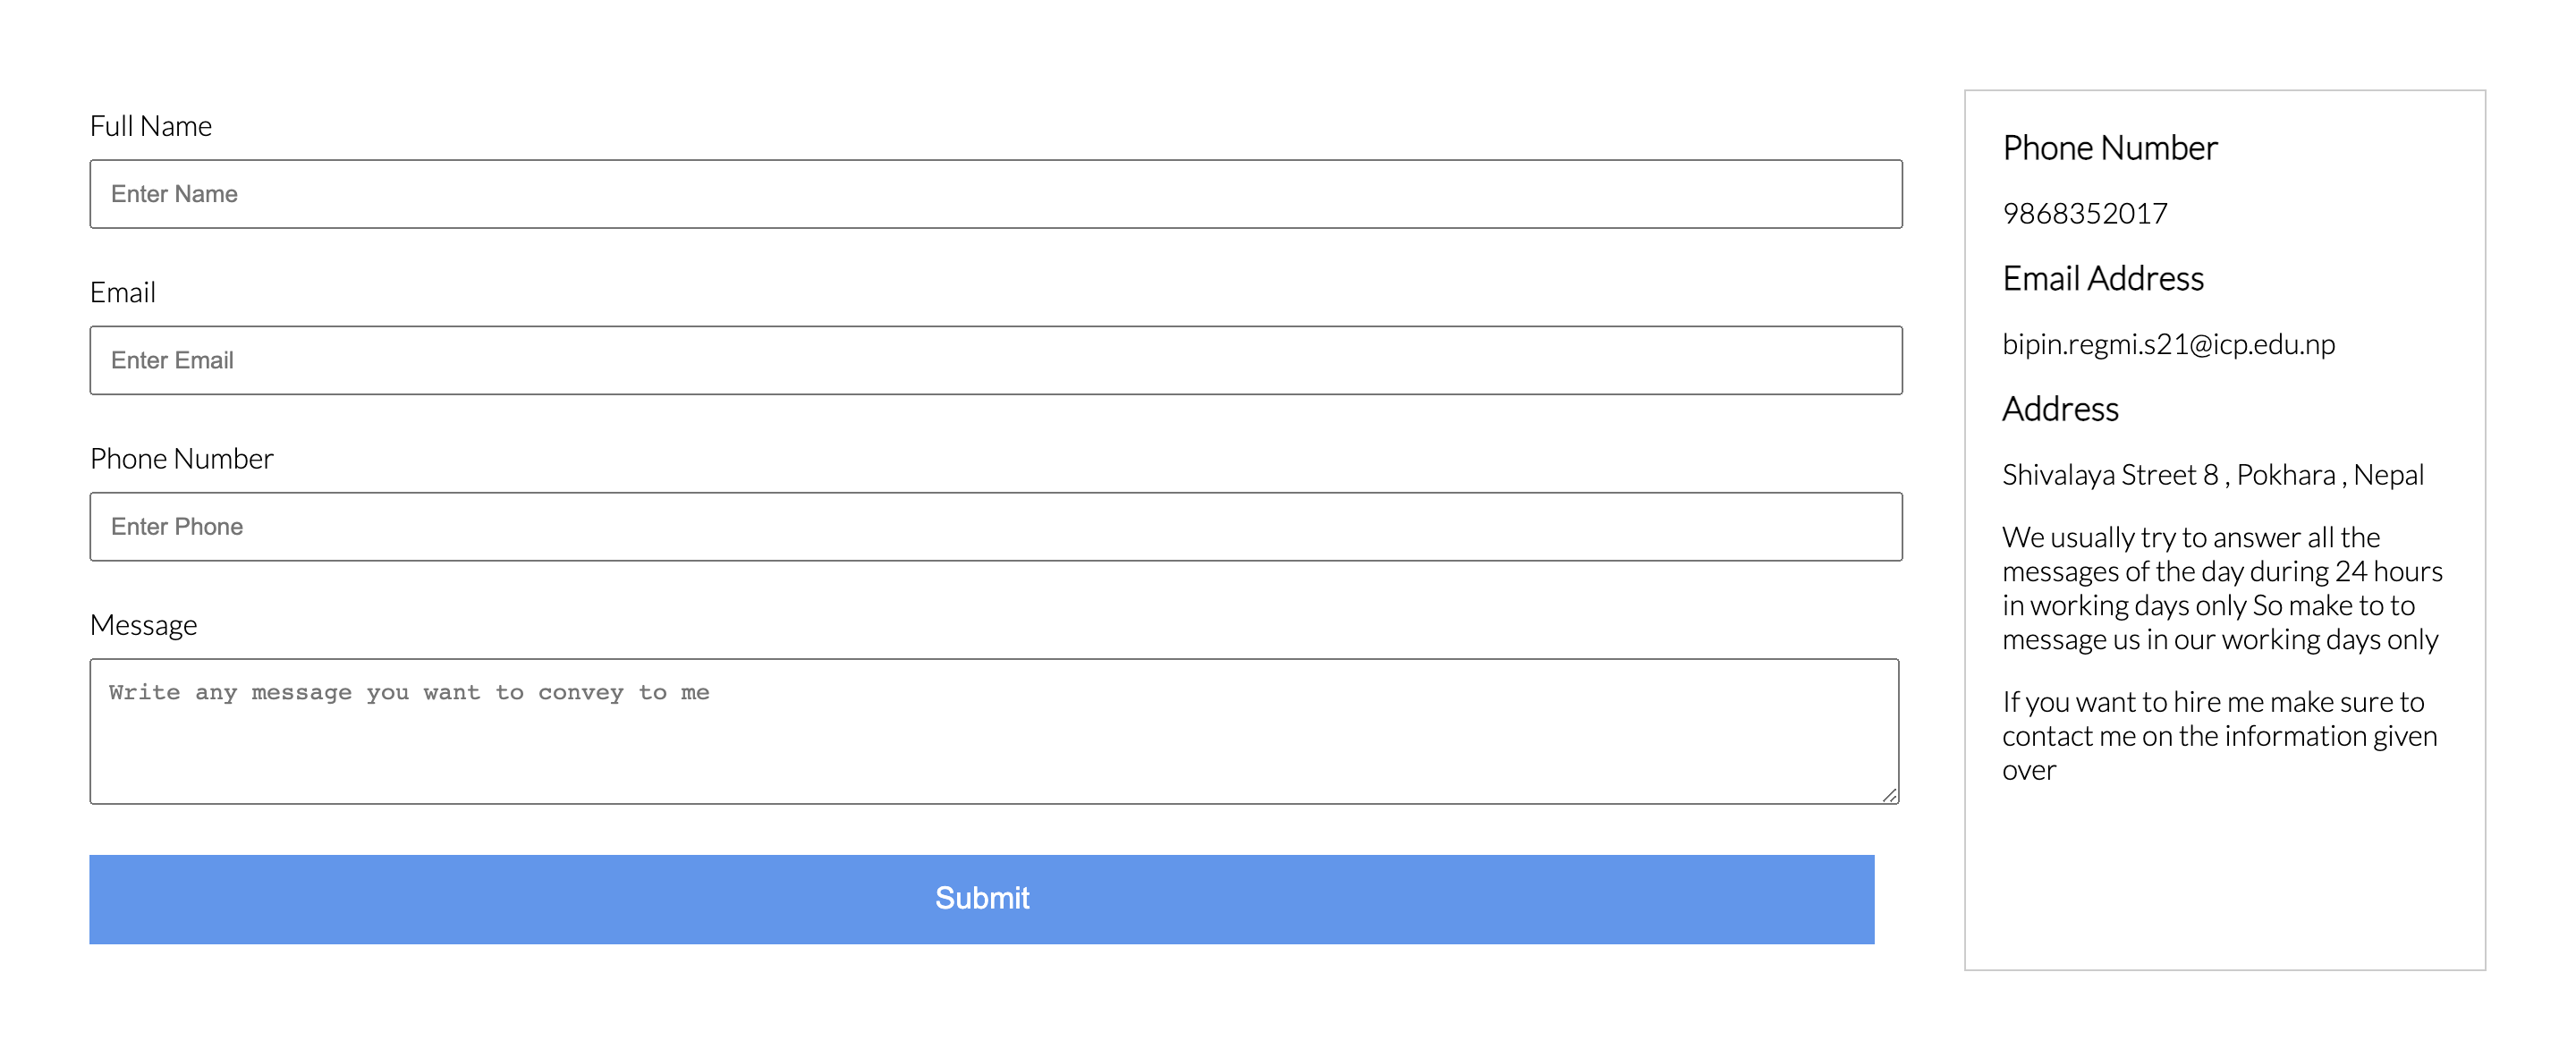 Full Name
Enter Name
Email
Enter Email
Phone Number
Enter Phone
Message
Write any message you want to convey to me
Submit
Phone Number
9868352017
Email Address
bipin.regmi.s21@icp.edu.np
Address
Shivalaya Street 8 , Pokhara , Nepal
We usually try to answer all the
messages of the day during 24 hours
in working days only So make to to
message us in our working days only
If you want to hire me make sure to
contact me on the information given
over